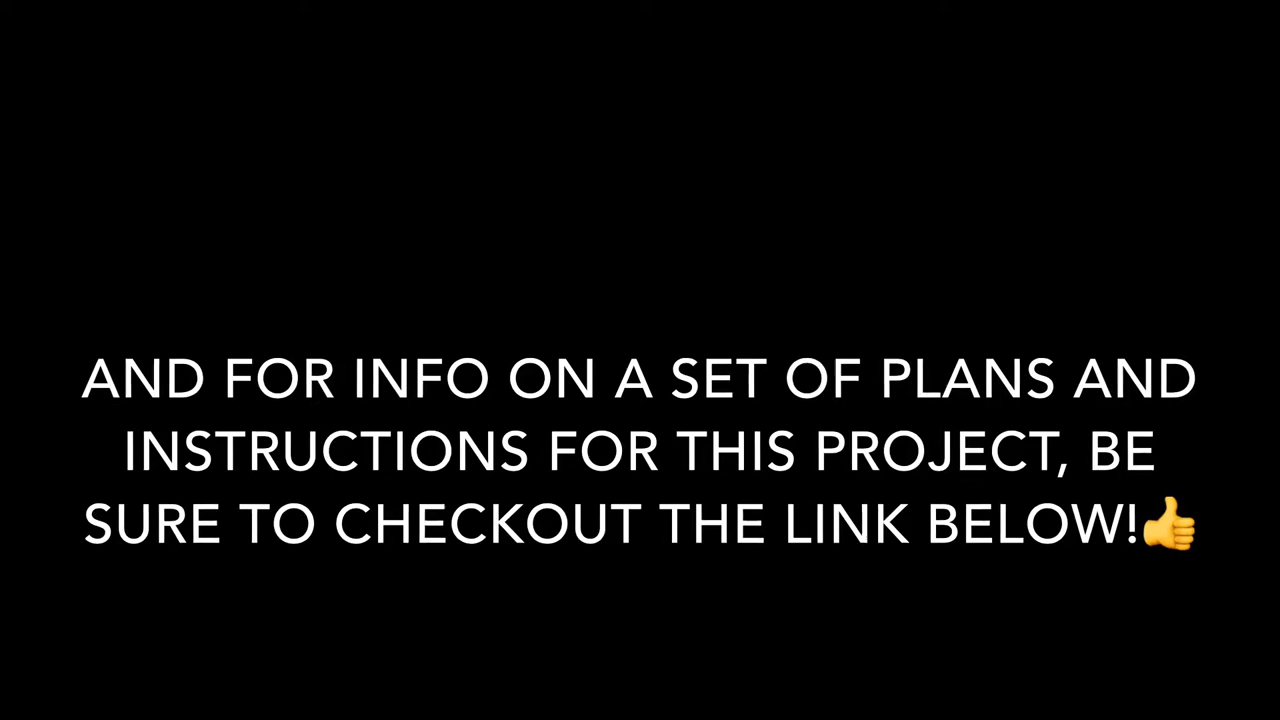 AND FOR INFO ON A SET OF PLANS AND
INSTRUCTIONS FOR THIS PROJECT, BE
SURE TO CHECKOUT THE LINK BELOW!👍